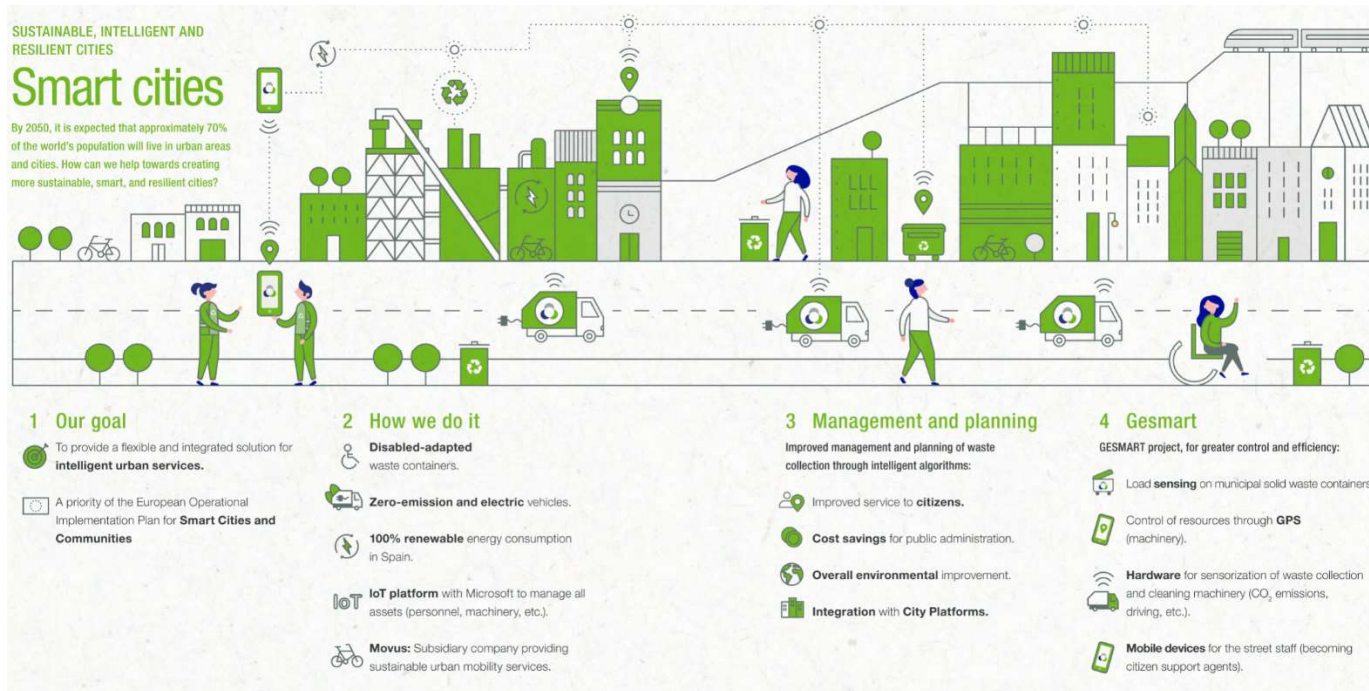 SUSTAINABLE, INTELLIGENT AND
RESILIENT CITIES
Smart cities
By 2050, it is expected that approximately 70%
of the world's population will live in urban areas
and cities. How can we help towards creating
more sustainable, smart, and resilient cities?
1 Our goal
To provide a flexible and integrated solution for
intelligent urban services.
A priority of the European Operational
Implementation Plan for Smart Cities and
Communities
2 How we do it
Disabled-adapted
waste containers.
Zero-emission and electric vehicles.
100% renewable energy consumption
in Spain.
IoT
IoT platform with Microsoft to manage all
assets (personnel, machinery, etc.).
Movus: Subsidiary company providing
sustainable urban mobility services.
3 Management and planning
Improved management and planning of waste
collection through intelligent algorithms:
Improved service to citizens.
Cost savings for public administration.
Overall environmental improvement.
Integration with City Platforms.
4 Gesmart
GESMART project, for greater control and efficiency:
Load sensing on municipal solid waste containers
Control of resources through GPS
(machinery).
Hardware for sensorization of waste collection
and cleaning machinery (CO₂ emissions,
driving, etc.).
Mobile devices for the street staff (becoming
citizen support agents).